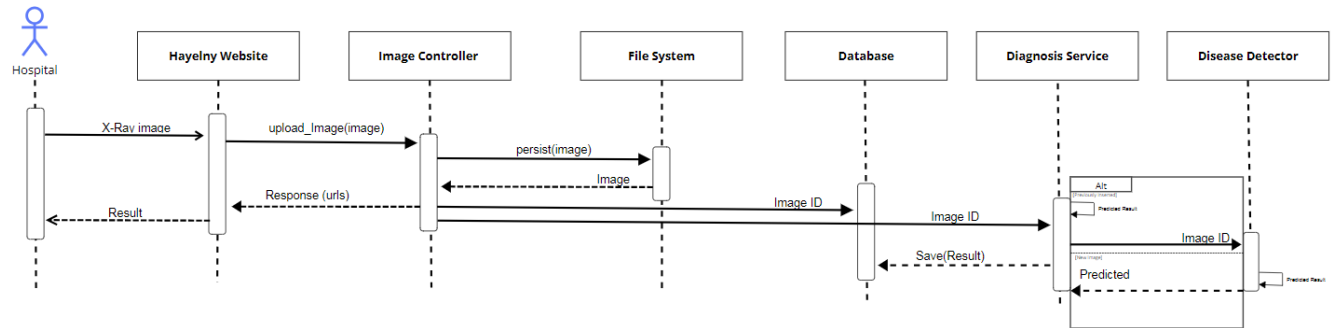 Hospital
Hayelny Website
Image Controller
File System
Database
Diagnosis Service
Disease Detector
X-Ray image
upload_Image(image)
persist(image)
Image
Response (urls)
Result
Image ID
Image ID
Save(Result)
Alt
[Previously Inserted]
Predicted Result
Image ID
[New Image]
Predicted
Predicted Result